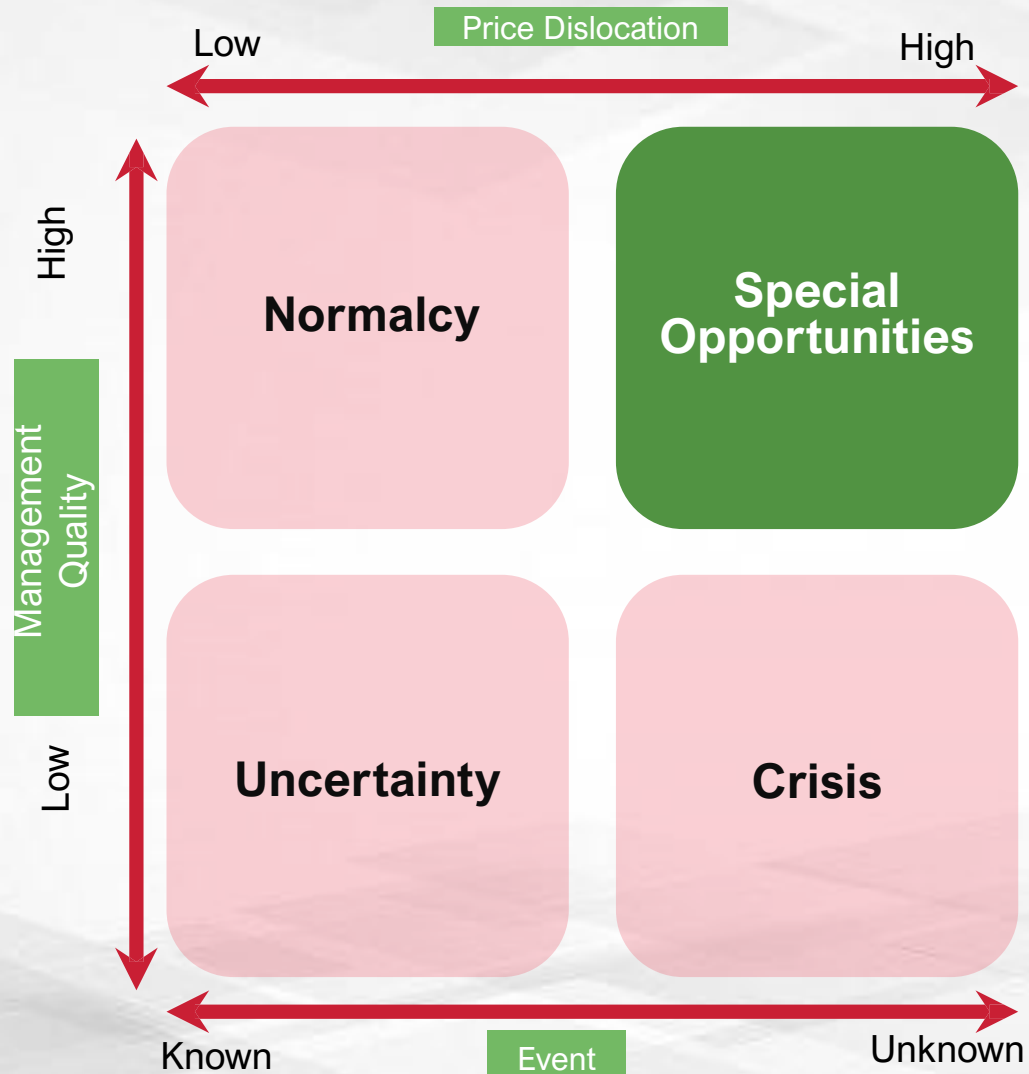 Price Dislocation
Low
High
High
Normalcy
Special
Opportunities
Management
Quality
Low
Uncertainty
Crisis
Known
Event
Unknown